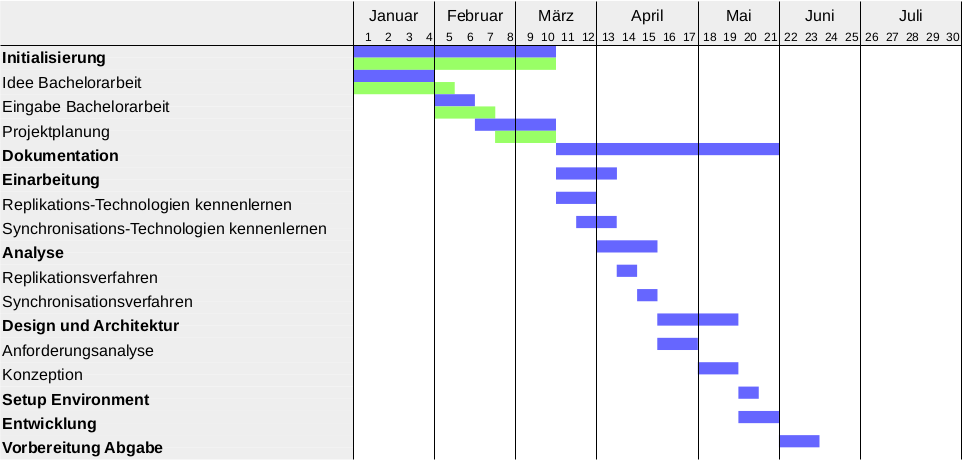 Januar Februar März April Mai Juni Juli
1 2 3 4 5 6 7 8 9 10 11 12 13 14 15 16 17 18 19 20 21 22 23 24 25 26 27 28 29 30
Initialisierung
Idee Bachelorarbeit
Eingabe Bachelorarbeit
Projektplanung
Dokumentation
Einarbeitung
Replikations-Technologien kennenlernen
Synchronisations-Technologien kennenlernen
Analyse
Replikationsverfahren
Synchronisationsverfahren
Design und Architektur
Anforderungsanalyse
Konzeption
Setup Environment
Entwicklung
Vorbereitung Abgabe